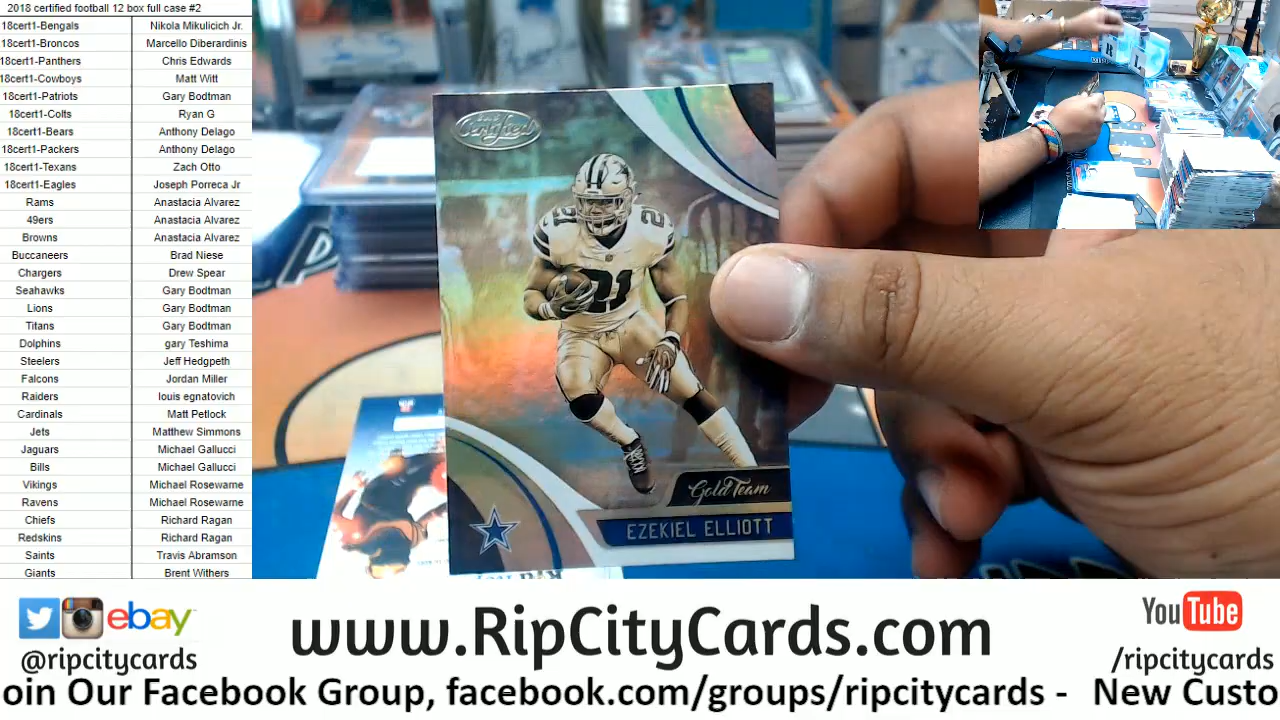 2018 certified football 12 box full case #2
18cert1-Bengals Nikola Mikulicich Jr.
18cert1-Broncos Marcello Diberardinis
18cert1-Panthers Chris Edwards
18cert1-Cowboys Matt Witt
18cert1-Patriots Gary Bodtman
18cert1-Colts Ryan G
18cert1-Bears Anthony Delago
18cert1-Packers Anthony Delago
18cert1-Texans Zach Otto
18cert1-Eagles Joseph Porreca Jr
Rams Anastacia Alvarez
49ers Anastacia Alvarez
Browns Anastacia Alvarez
Buccaneers Brad Niese
Chargers Drew Spear
Seahawks Gary Bodtman
Lions Gary Bodtman
Titans Gary Bodtman
Dolphins gary Teshima
Steelers Jeff Hedgpeth
Falcons Jordan Miller
Raiders louis egnatovich
Cardinals Matt Petlock
Jets Matthew Simmons
Jaguars Michael Gallucci
Bills Michael Gallucci
Vikings Michael Rosewarne
Ravens Michael Rosewarne
Chiefs Richard Ragan
Redskins Richard Ragan
Saints Travis Abramson
Giants Brent Withers
Certified
21 21
21
Gold Team
EZEKIEL ELLIOTT
R L
ebay
@ripcitycards
www.RipCityCards.com
YouTube
/ripcitycards
oin Our Facebook Group, facebook.com/groups/ripcitycards - New Custo